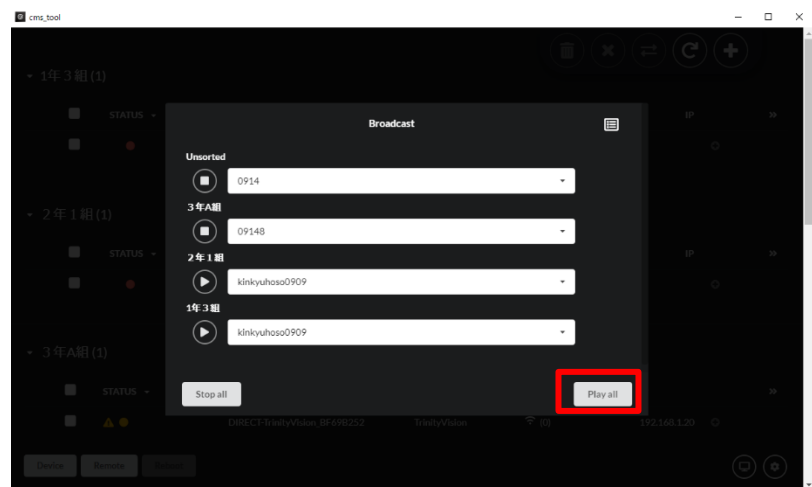 cms_tool
1年3組 (1)
STATUS
IP
Broadcast
Unsorted
0914
3年A組
09148
2年1組 (1)
STATUS
IP
2年1組
kinkyuhoso0909
1年3組
kinkyuhoso0909
3年A組 (1)
STATUS
Stop all
Play all
DIRECT-TrinityVision_BF69B252 TrinityVision (0) 192.168.1.20
Device Remote